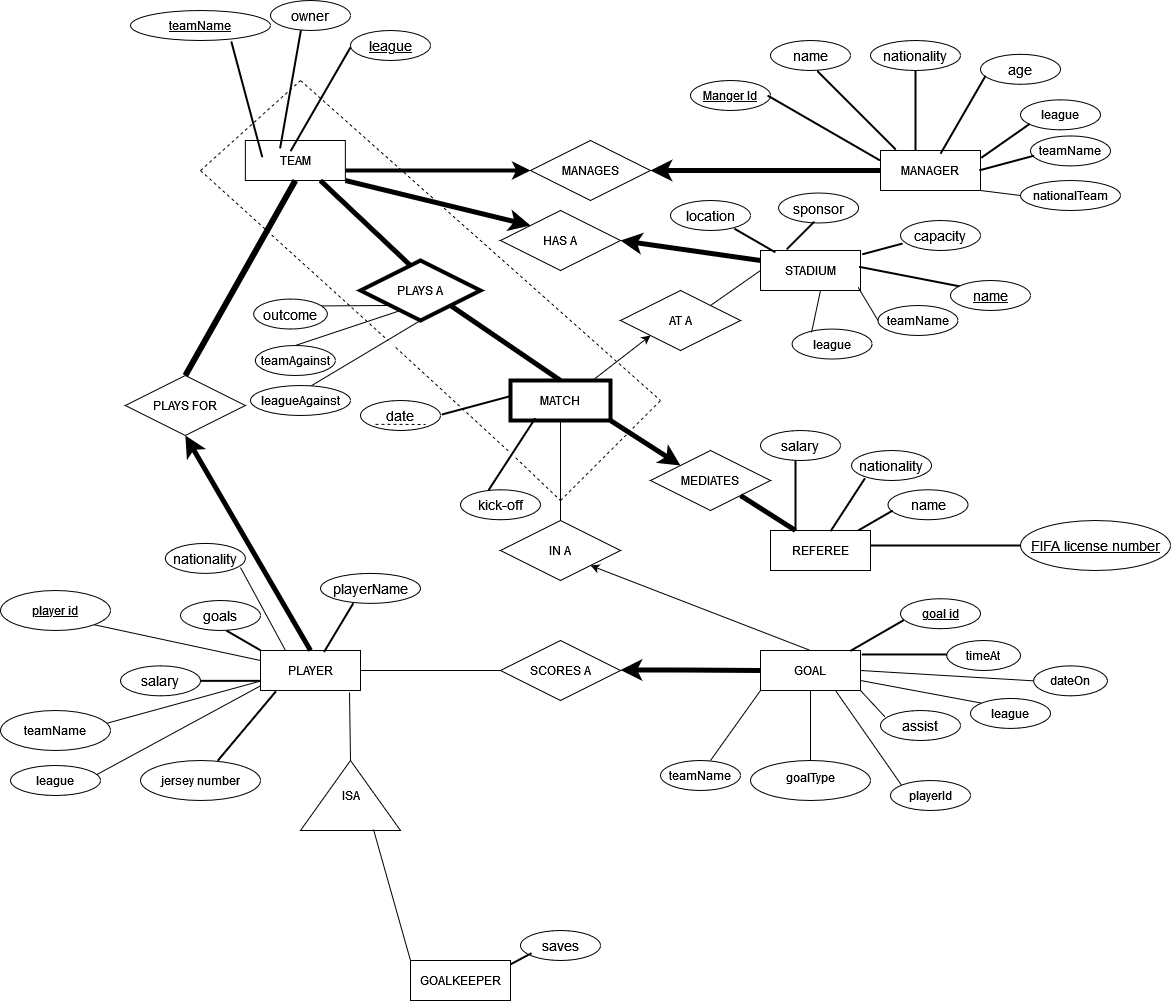 owner
teamName
league
name
nationality
age
Manger Id
league
teamName
TEAM
MANAGES
MANAGER
nationalTeam
location
sponsor
capacity
HAS A
STADIUM
name
PLAYS A
outcome
AT A
teamName
league
teamAgainst
leagueAgainst
MATCH
PLAYS FOR
date
salary
nationality
MEDIATES
kick-off
name
IN A
REFEREE
FIFA license number
nationality
playerName
player id
goals
goal id
timeAt
PLAYER
SCORES A
GOAL
dateOn
salary
league
teamName
assist
league
jersey number
teamName
goalType
playerId
ISA
saves
GOALKEEPER